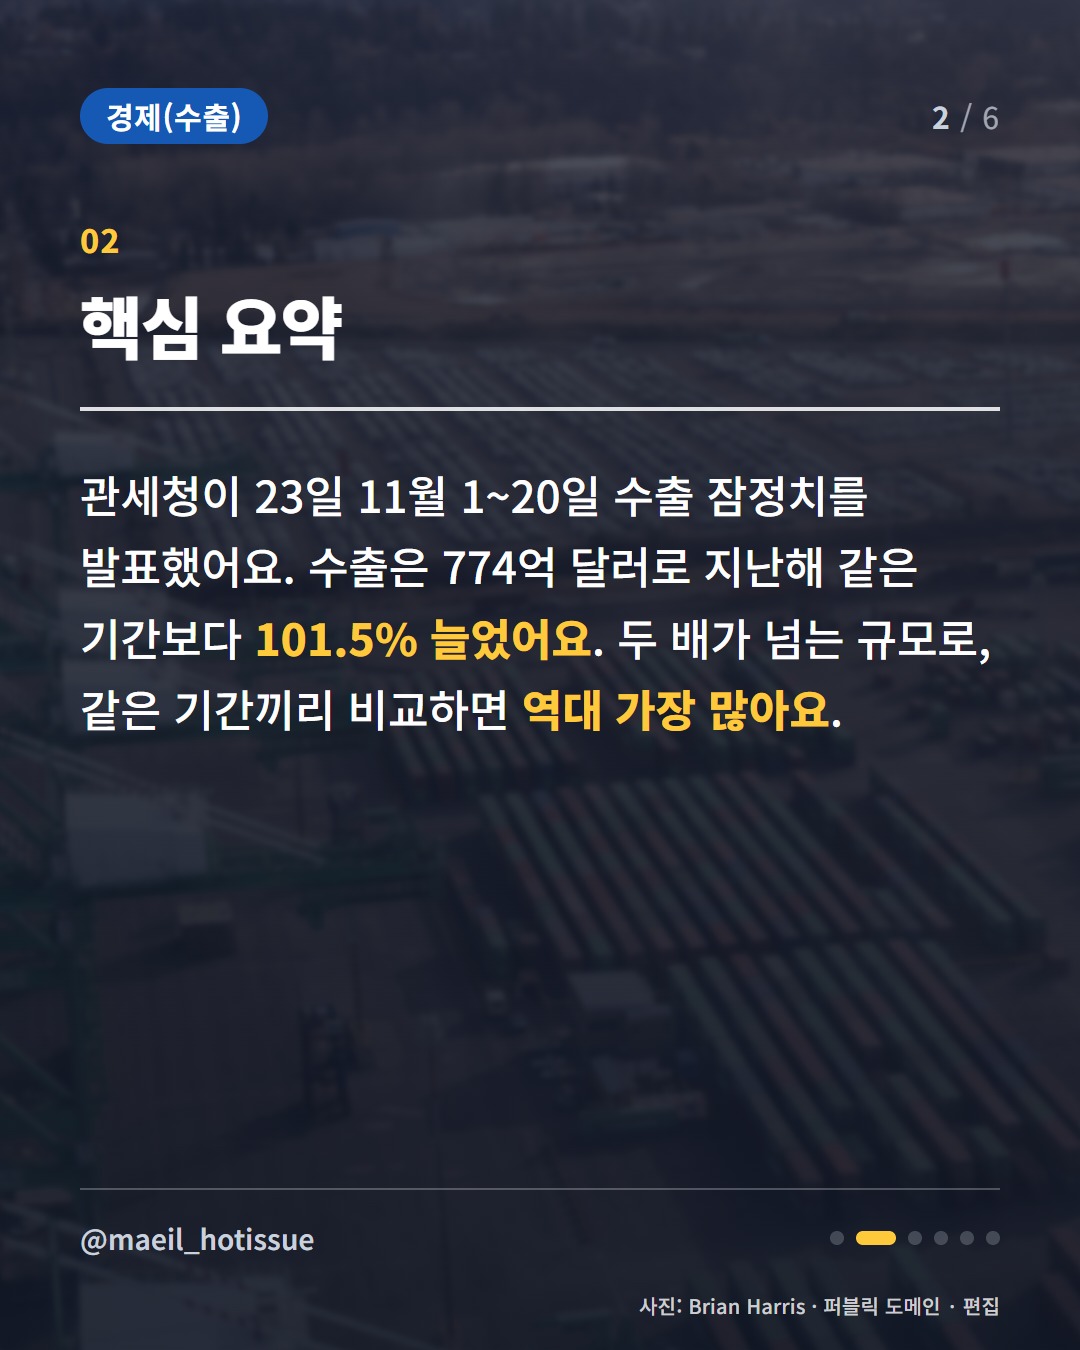 경제(수출)
2 / 6
02
핵심 요약
관세청이 23일 11월 1~20일 수출 잠정치를
발표했어요. 수출은 774억 달러로 지난해 같은
기간보다 101.5% 늘었어요. 두 배가 넘는 규모로,
같은 기간끼리 비교하면 역대 가장 많아요.
@maeil_hotissue
사진: Brian Harris · 퍼블릭 도메인 · 편집